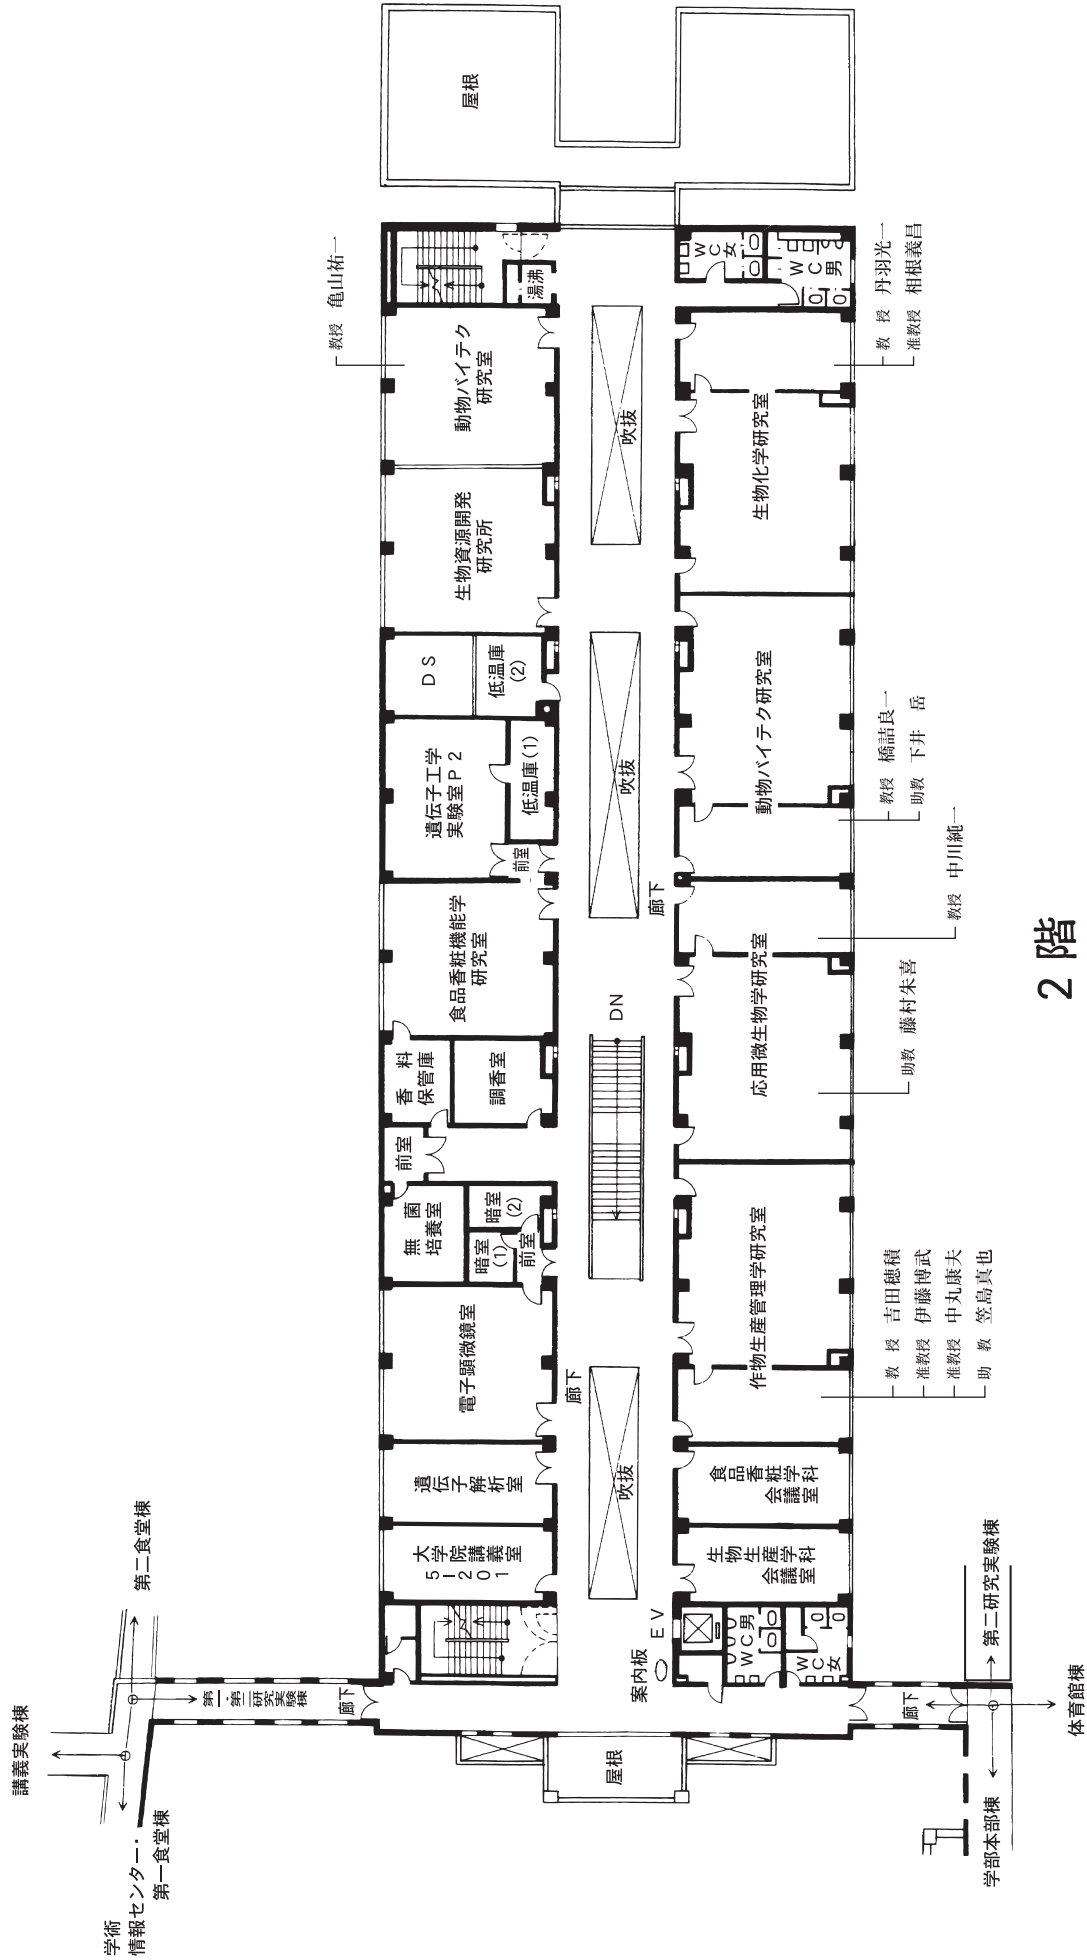 屋根
教授 亀山祐一
湯沸
WC女
WC男
動物バイテク
研究室
吹抜
生物化学研究室
教 授 丹羽光一
准教授 相根義昌
生物資源開発
研究所
DS
低温庫
(2)
遺伝子工学
実験室P2
低温庫(1)
前室
吹抜
動物バイテク研究室
教授 橋詰良一
助教 下井 岳
食品香粧機能学
研究室
廊下
応用微生物学研究室
教授 中川純一
助教 藤村朱喜
香 料
保管庫
調香室
DN
前室
無 菌
培養室
暗室
(2)
暗室
(1)
前室
電子顕微鏡室
廊下
作物生産管理学研究室
教 授 吉田穂積
准教授 伊藤博武
准教授 中丸康夫
助 教 笠島真也
遺伝子解析室
吹抜
食品香粧学科
会議室
大学院講義室
5-201
生物生産学科
会議室
EV
案内板
WC男
WC女
第二食堂棟
第一・第三研究実験棟
廊下
講義実験棟
学術
情報センター・
第一食堂棟
屋根
廊下
第二研究実験棟
体育館棟
学部本部棟
2階